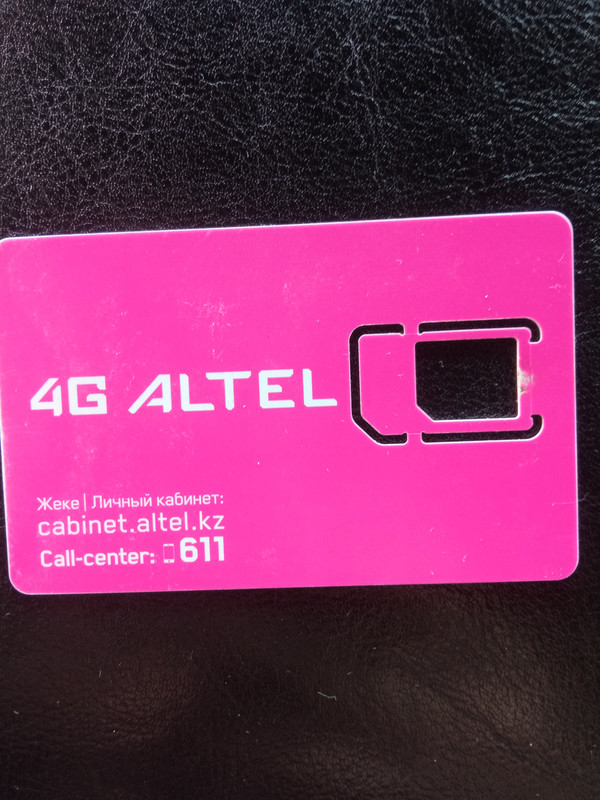 4G ALTEL
Жеке | Личный кабинет:
cabinet.altel.kz
Call-center: 611